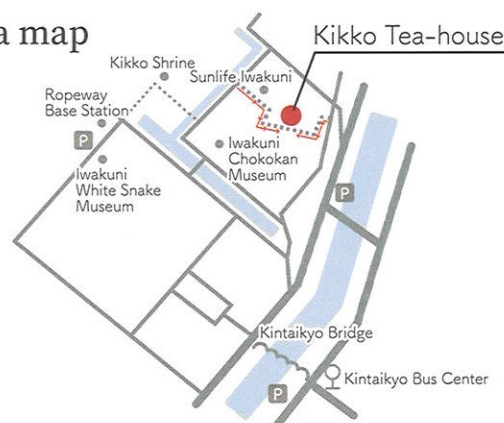 a map
Kikko Tea-house
Kikko Shrine
Sunlife Iwakuni
Ropeway
Base Station
P
Iwakuni
Chokokan
Museum
Iwakuni
White Snake
Museum
P
Kintaikyo Bridge
Kintaikyo Bus Center
P